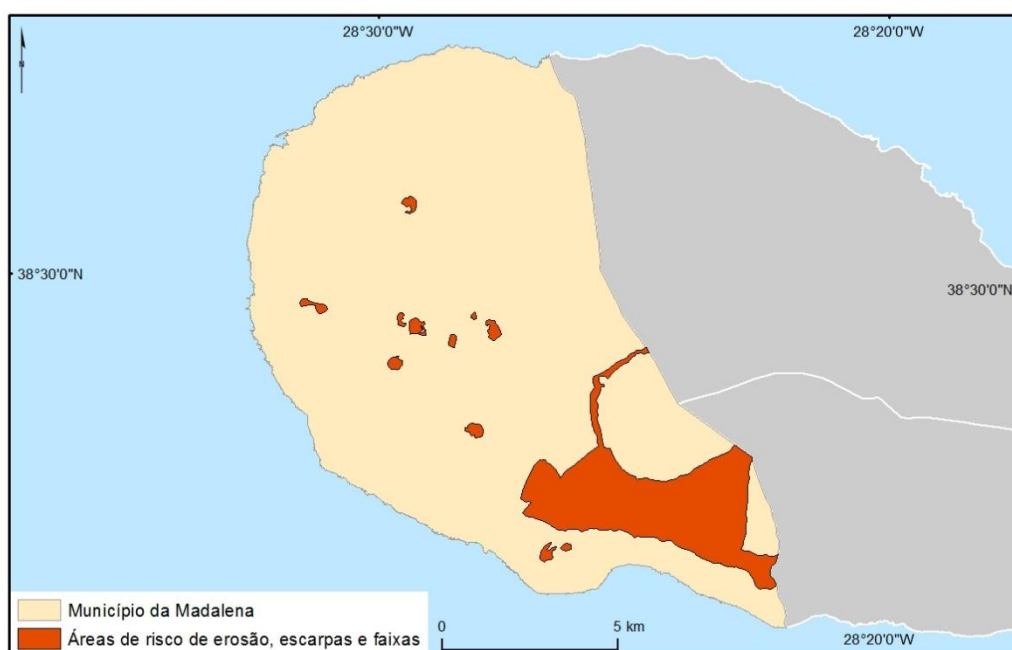 28°30'0"W
28°20'0"W
N
38°30'0"N
38°30'0"N
Município da Madalena
Áreas de risco de erosão, escarpas e faixas
0
5 km
28°20'0"W